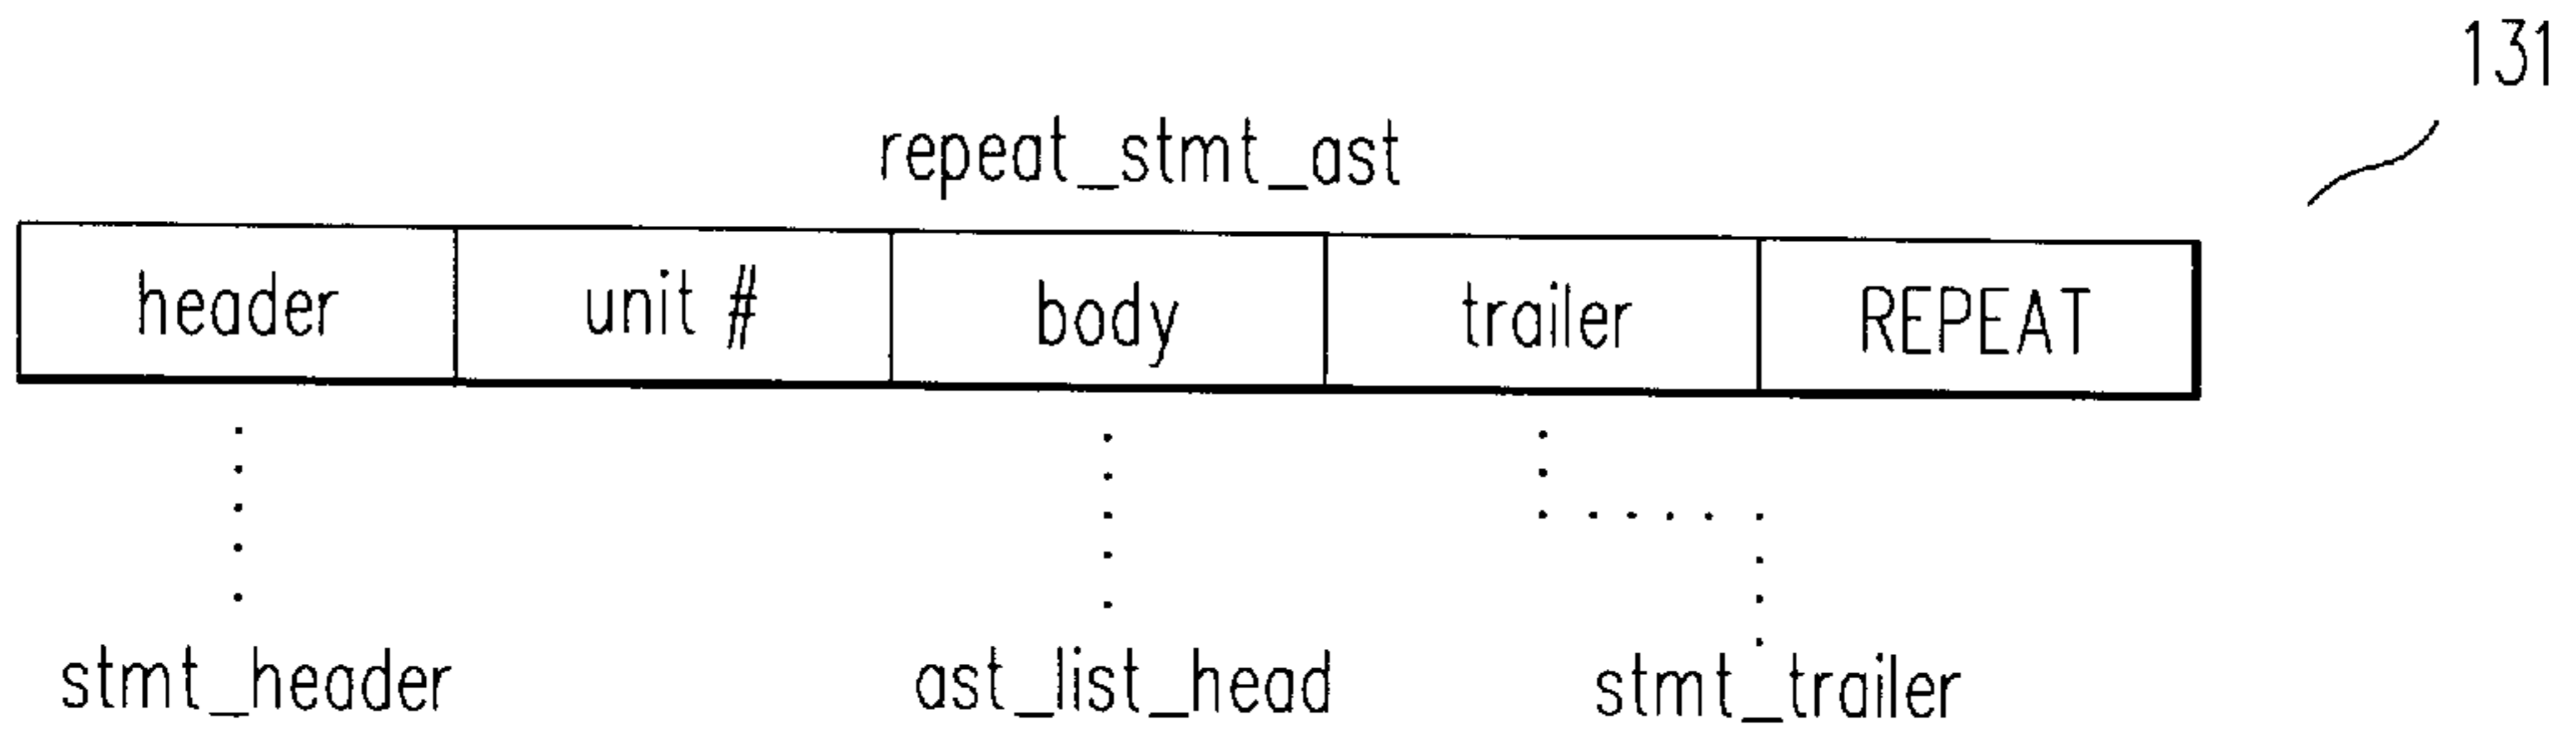 131
repeat_stmt_ast
header unit # body trailer REPEAT
stmt_header ast_list_head stmt_trailer